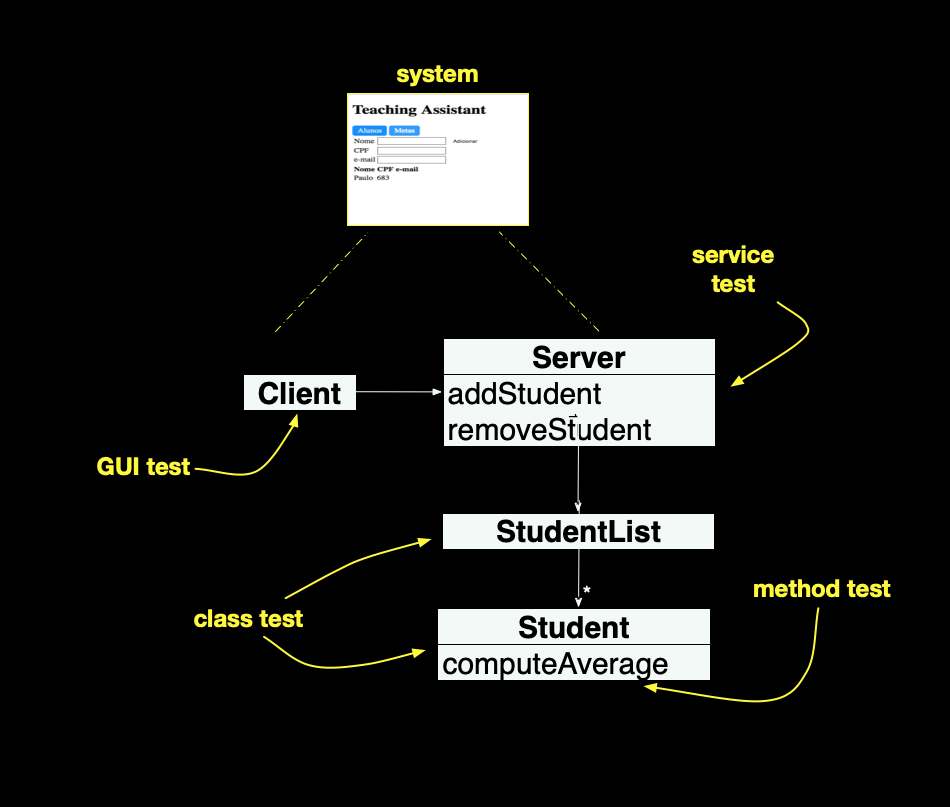 system
Teaching Assistant
Alunos Metas
Nome Adicionar
CPF
e-mail
Nome CPF e-mail
Paulo 683
service
test
Server
addStudent
removeStudent
Client
GUI test
StudentList
*
class test
method test
Student
computeAverage